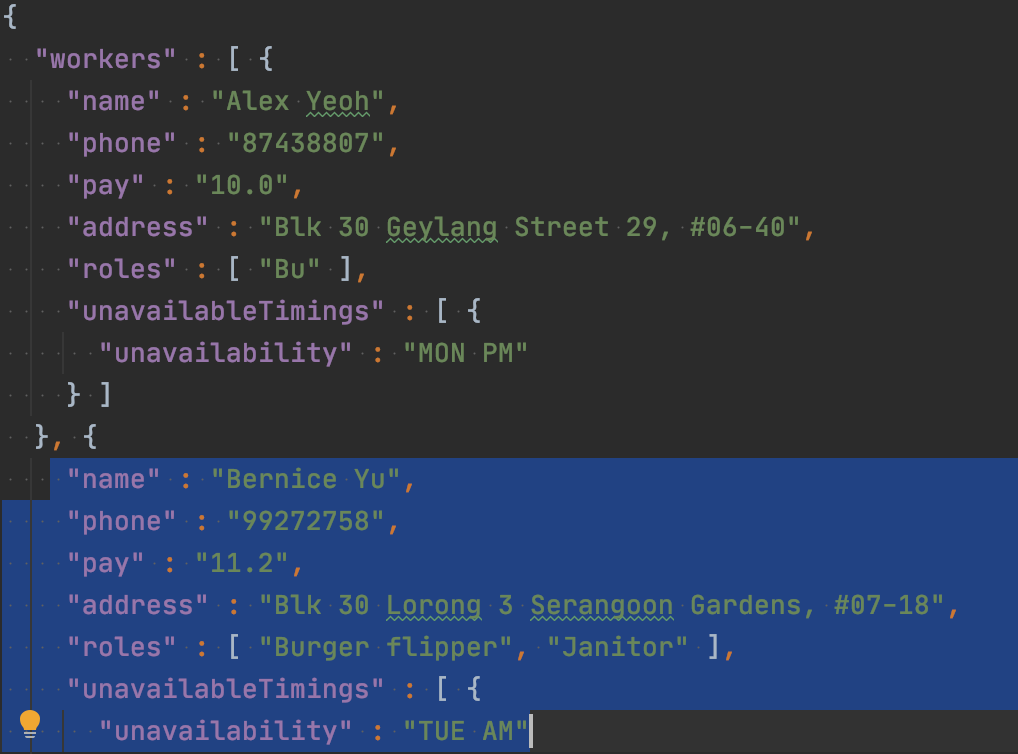 {
"workers" : [ {
"name" : "Alex Yeoh",
"phone" : "87438807",
"pay" : "10.0",
"address" : "Blk 30 Geylang Street 29, #06-40",
"roles" : [ "Bu" ],
"unavailableTimings" : [ {
"unavailability" : "MON PM"
} ]
}, {
"name" : "Bernice Yu",
"phone" : "99272758",
"pay" : "11.2",
"address" : "Blk 30 Lorong 3 Serangoon Gardens, #07-18",
"roles" : [ "Burger flipper", "Janitor" ],
"unavailableTimings" : [ {
"unavailability" : "TUE AM"